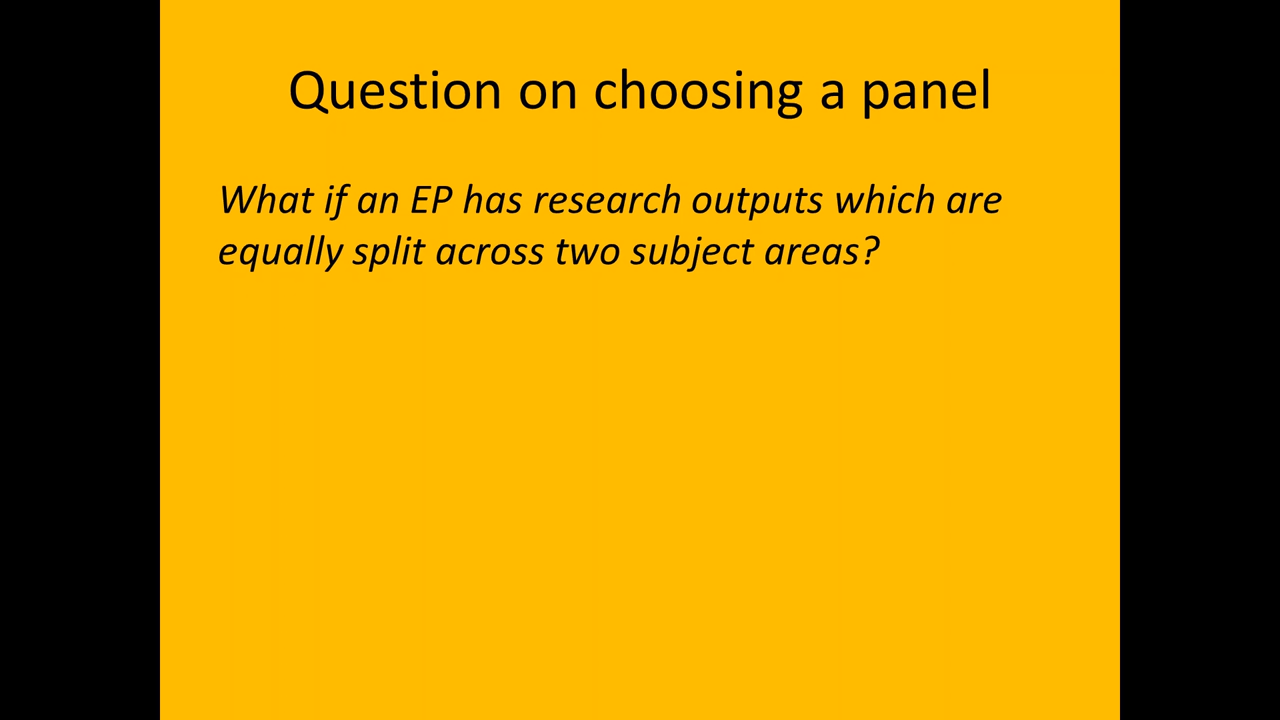 Question on choosing a panel
What if an EP has research outputs which are
equally split across two subject areas?